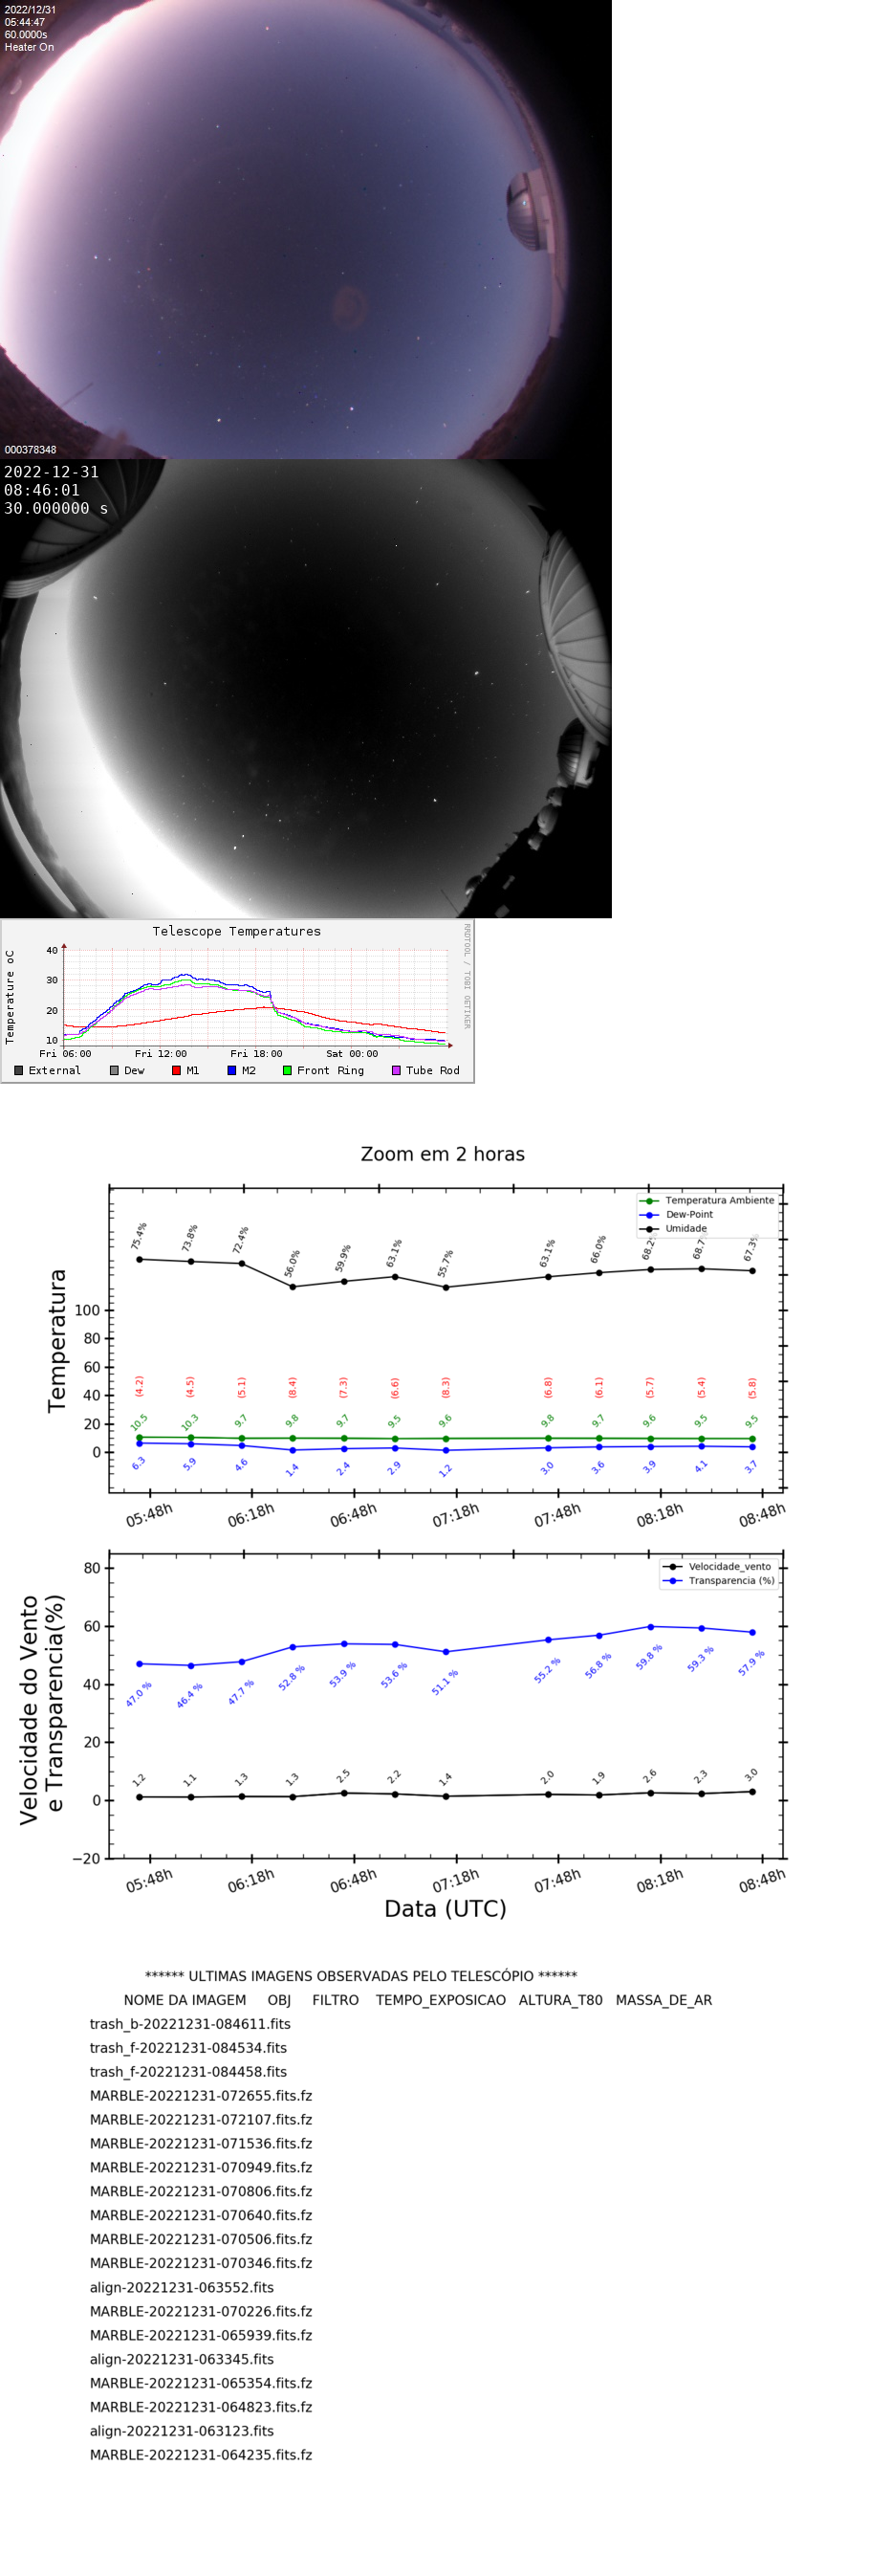 2022/12/31
05:44:47
60.0000s
Heater On
000378348
2022-12-31
08:46:01
30.000000 s
Telescope Temperatures
RRDTOOL / TOBI OETIKER
Temperature oC
40
30
20
10
Fri 06:00 Fri 12:00 Fri 18:00 Sat 00:00
External Dew M1 M2 Front Ring Tube Rod
Zoom em 2 horas
Temperatura Ambiente
Dew-Point
Umidade
75.4% 73.8% 72.4% 56.0% 59.9% 63.1% 55.7% 63.1% 66.0% 68.2 68.7 67.3%
Temperatura
100
80
60
40
20
0
(4.2) (4.5) (5.1) (8.4) (7.3) (6.6) (8.3) (6.8) (6.1) (5.7) (5.4) (5.8)
10.5 10.3 9.7 9.8 9.7 9.5 9.6 9.8 9.7 9.6 9.5 9.5
6.3 5.9 4.6 1.4 2.4 2.9 1.2 3.0 3.6 3.9 4.1 3.7
05:48h 06:18h 06:48h 07:18h 07:48h 08:18h 08:48h
Velocidade_vento
Transparencia (%)
Velocidade do Vento
e Transparencia(%)
80
60
40
20
0
−20
47.0 % 46.4 % 47.7 % 52.8 % 53.9 % 53.6 % 51.1 % 55.2 % 56.8 % 59.8 % 59.3 % 57.9 %
1.2 1.1 1.3 1.3 2.5 2.2 1.4 2.0 1.9 2.6 2.3 3.0
05:48h 06:18h 06:48h 07:18h 07:48h 08:18h 08:48h
Data (UTC)
****** ULTIMAS IMAGENS OBSERVADAS PELO TELESCÓPIO ******
NOME DA IMAGEM OBJ FILTRO TEMPO_EXPOSICAO ALTURA_T80 MASSA_DE_AR
trash_b-20221231-084611.fits
trash_f-20221231-084534.fits
trash_f-20221231-084458.fits
MARBLE-20221231-072655.fits.fz
MARBLE-20221231-072107.fits.fz
MARBLE-20221231-071536.fits.fz
MARBLE-20221231-070949.fits.fz
MARBLE-20221231-070806.fits.fz
MARBLE-20221231-070640.fits.fz
MARBLE-20221231-070506.fits.fz
MARBLE-20221231-070346.fits.fz
align-20221231-063552.fits
MARBLE-20221231-070226.fits.fz
MARBLE-20221231-065939.fits.fz
align-20221231-063345.fits
MARBLE-20221231-065354.fits.fz
MARBLE-20221231-064823.fits.fz
align-20221231-063123.fits
MARBLE-20221231-064235.fits.fz